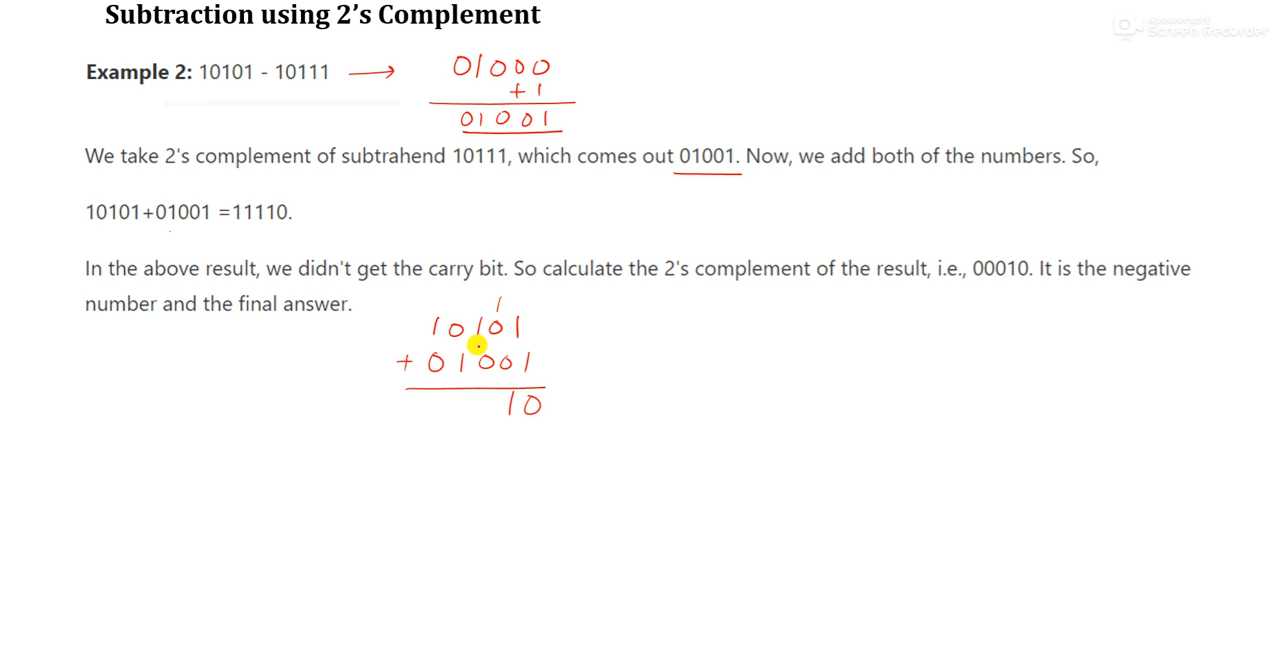 Subtraction using 2's Complement
Apowersoft
Screen Recorder
Example 2: 10101 - 10111 → 01000
+1
01001
We take 2's complement of subtrahend 10111, which comes out 01001. Now, we add both of the numbers. So,
10101+01001 =11110.
In the above result, we didn't get the carry bit. So calculate the 2's complement of the result, i.e., 00010. It is the negative
number and the final answer.
1
10101
+ 01001
10